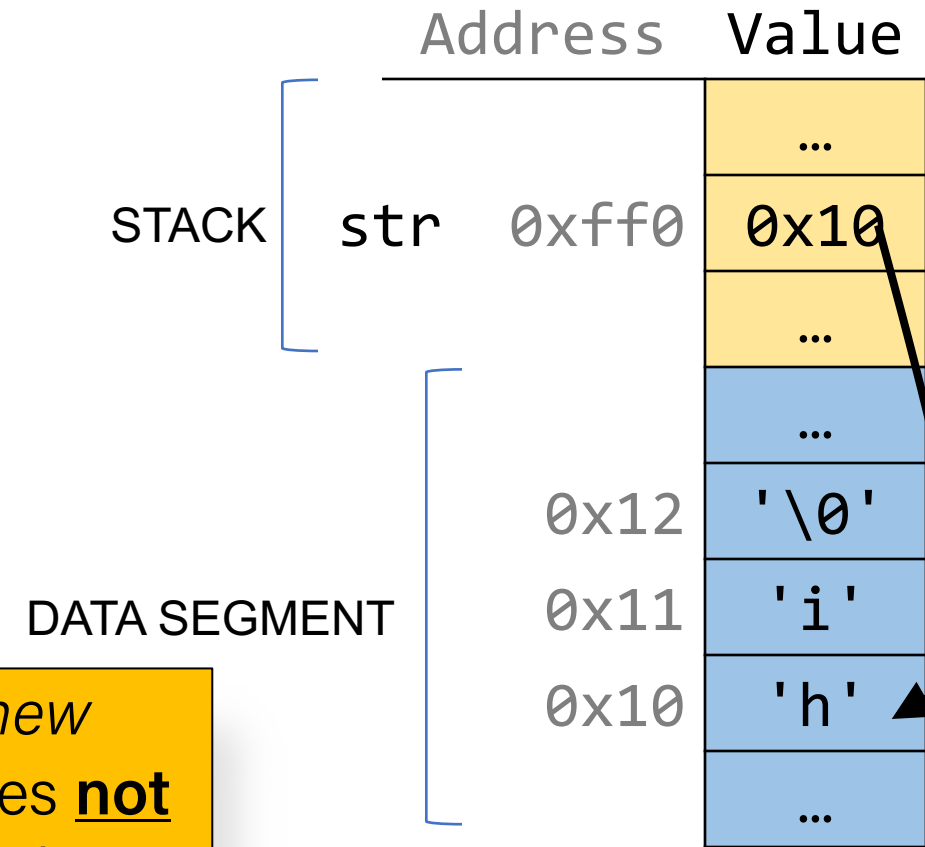 Address Value
…
STACK str 0xff0 0x10
…
…
0x12 '\0'
0x11 'i'
DATA SEGMENT
0x10 'h'
new
es not
…